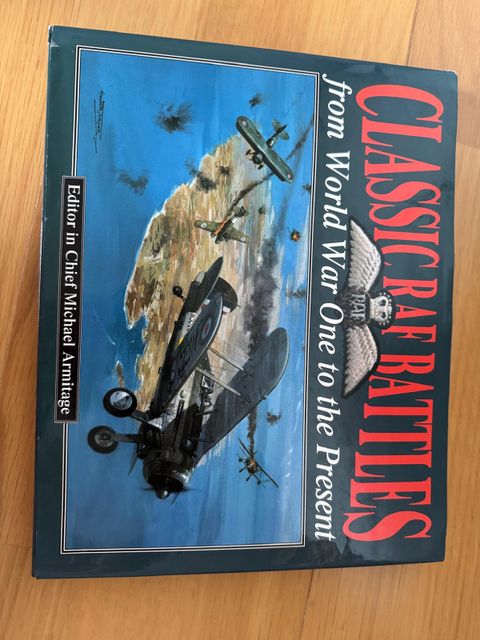 CLASSIC RAF BATTLES
RAF
from World War One to the Present
Editor in Chief Michael Armitage